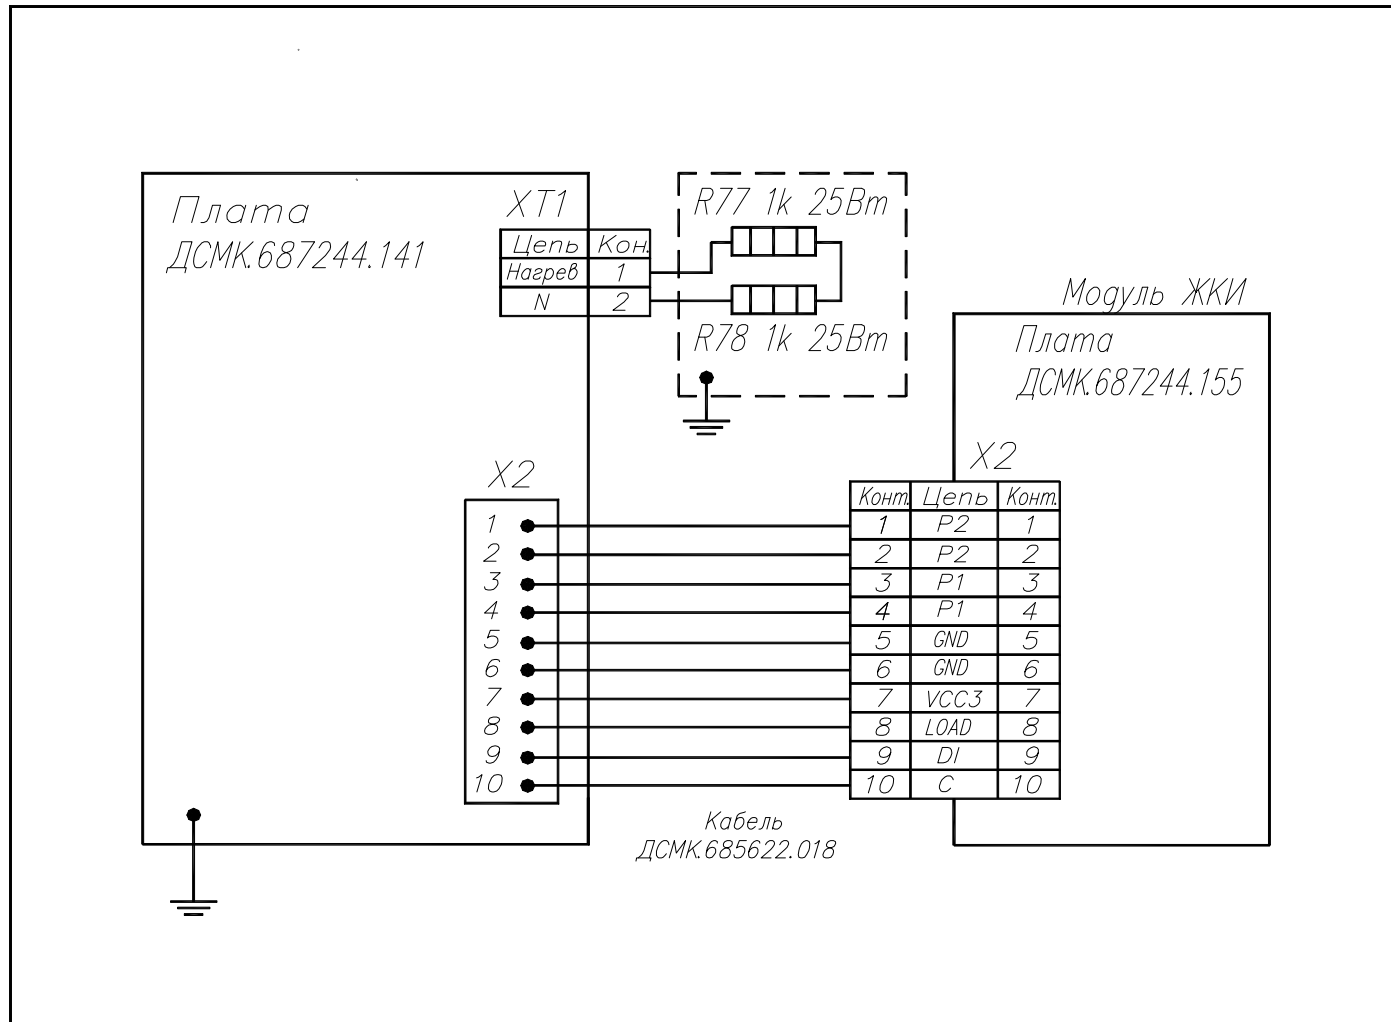 Плата
ДСМК.687244.141
XT1
Цепь Кон.
Нагрев 1
N 2
R77 1k 25Вт
R78 1k 25Вт
Модуль ЖКИ
Плата
ДСМК.687244.155
X2
1
2
3
4
5
6
7
8
9
10
X2
Конт. Цепь Конт.
1 P2 1
2 P2 2
3 P1 3
4 P1 4
5 GND 5
6 GND 6
7 VCC3 7
8 LOAD 8
9 DI 9
10 C 10
Кабель
ДСМК.685622.018